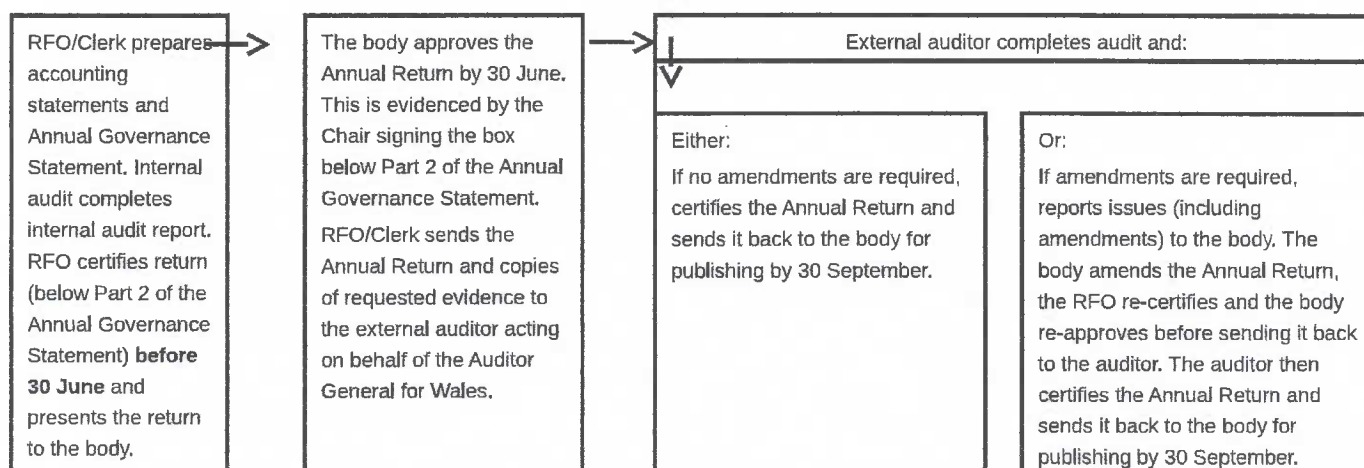 RFO/Clerk prepares
accounting
statements and
Annual Governance
Statement. Internal
audit completes
internal audit report.
RFO certifies return
(below Part 2 of the
Annual Governance
Statement) before
30 June and
presents the return
to the body.
The body approves the
Annual Return by 30 June.
This is evidenced by the
Chair signing the box
below Part 2 of the Annual
Governance Statement.
RFO/Clerk sends the
Annual Return and copies
of requested evidence to
the external auditor acting
on behalf of the Auditor
General for Wales.
External auditor completes audit and:
Either:
If no amendments are required,
certifies the Annual Return and
sends it back to the body for
publishing by 30 September.
Or:
If amendments are required,
reports issues (including
amendments) to the body. The
body amends the Annual Return,
the RFO re-certifies and the body
re-approves before sending it back
to the auditor. The auditor then
certifies the Annual Return and
sends it back to the body for
publishing by 30 September.